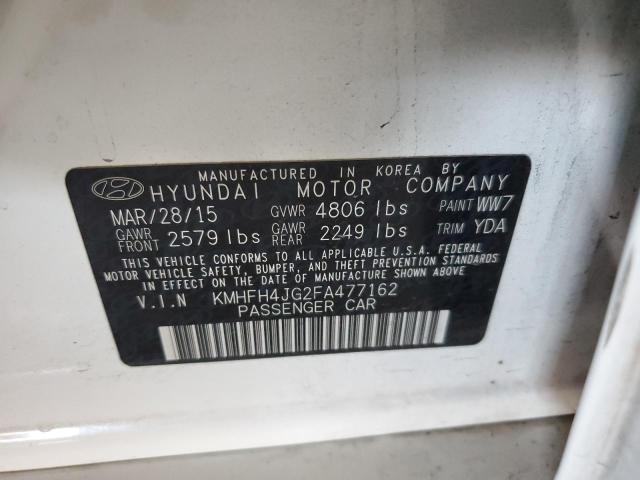 MANUFACTURED IN KOREA BY
HYUNDAI MOTOR COMPANY
MAR/28/15 GVWR 4806 lbs PAINT WW7
GAWR FRONT 2579 lbs GAWR REAR 2249 lbs TRIM YDA
THIS VEHICLE CONFORMS TO ALL APPLICABLE U.S.A. FEDERAL
MOTOR VEHICLE SAFETY, BUMPER, AND THEFT PREVENTION STANDARDS
IN EFFECT ON THE DATE OF MANUFACTURE SHOWN ABOVE.
V.I.N KMHFH4JG2FA477162
PASSENGER CAR